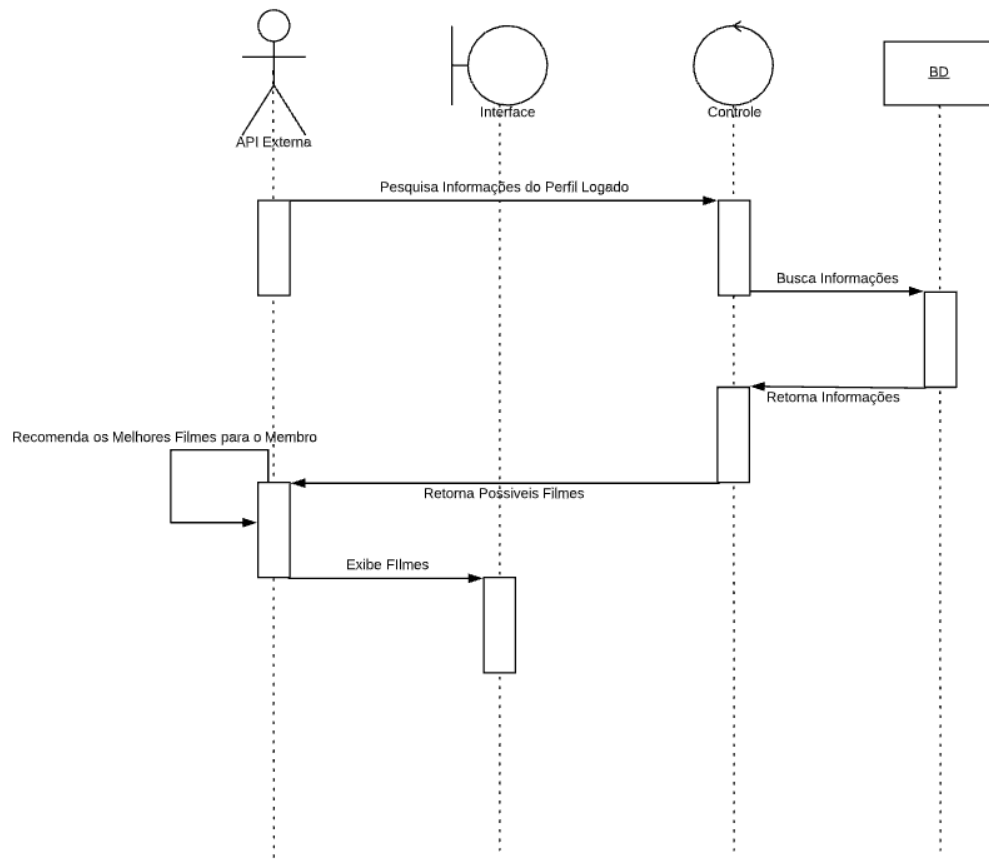 BD
Interface
Controle
API Externa
Pesquisa Informações do Perfil Logado
Busca Informações
Retorna Informações
Recomenda os Melhores Filmes para o Membro
Retorna Possiveis Filmes
Exibe FIlmes